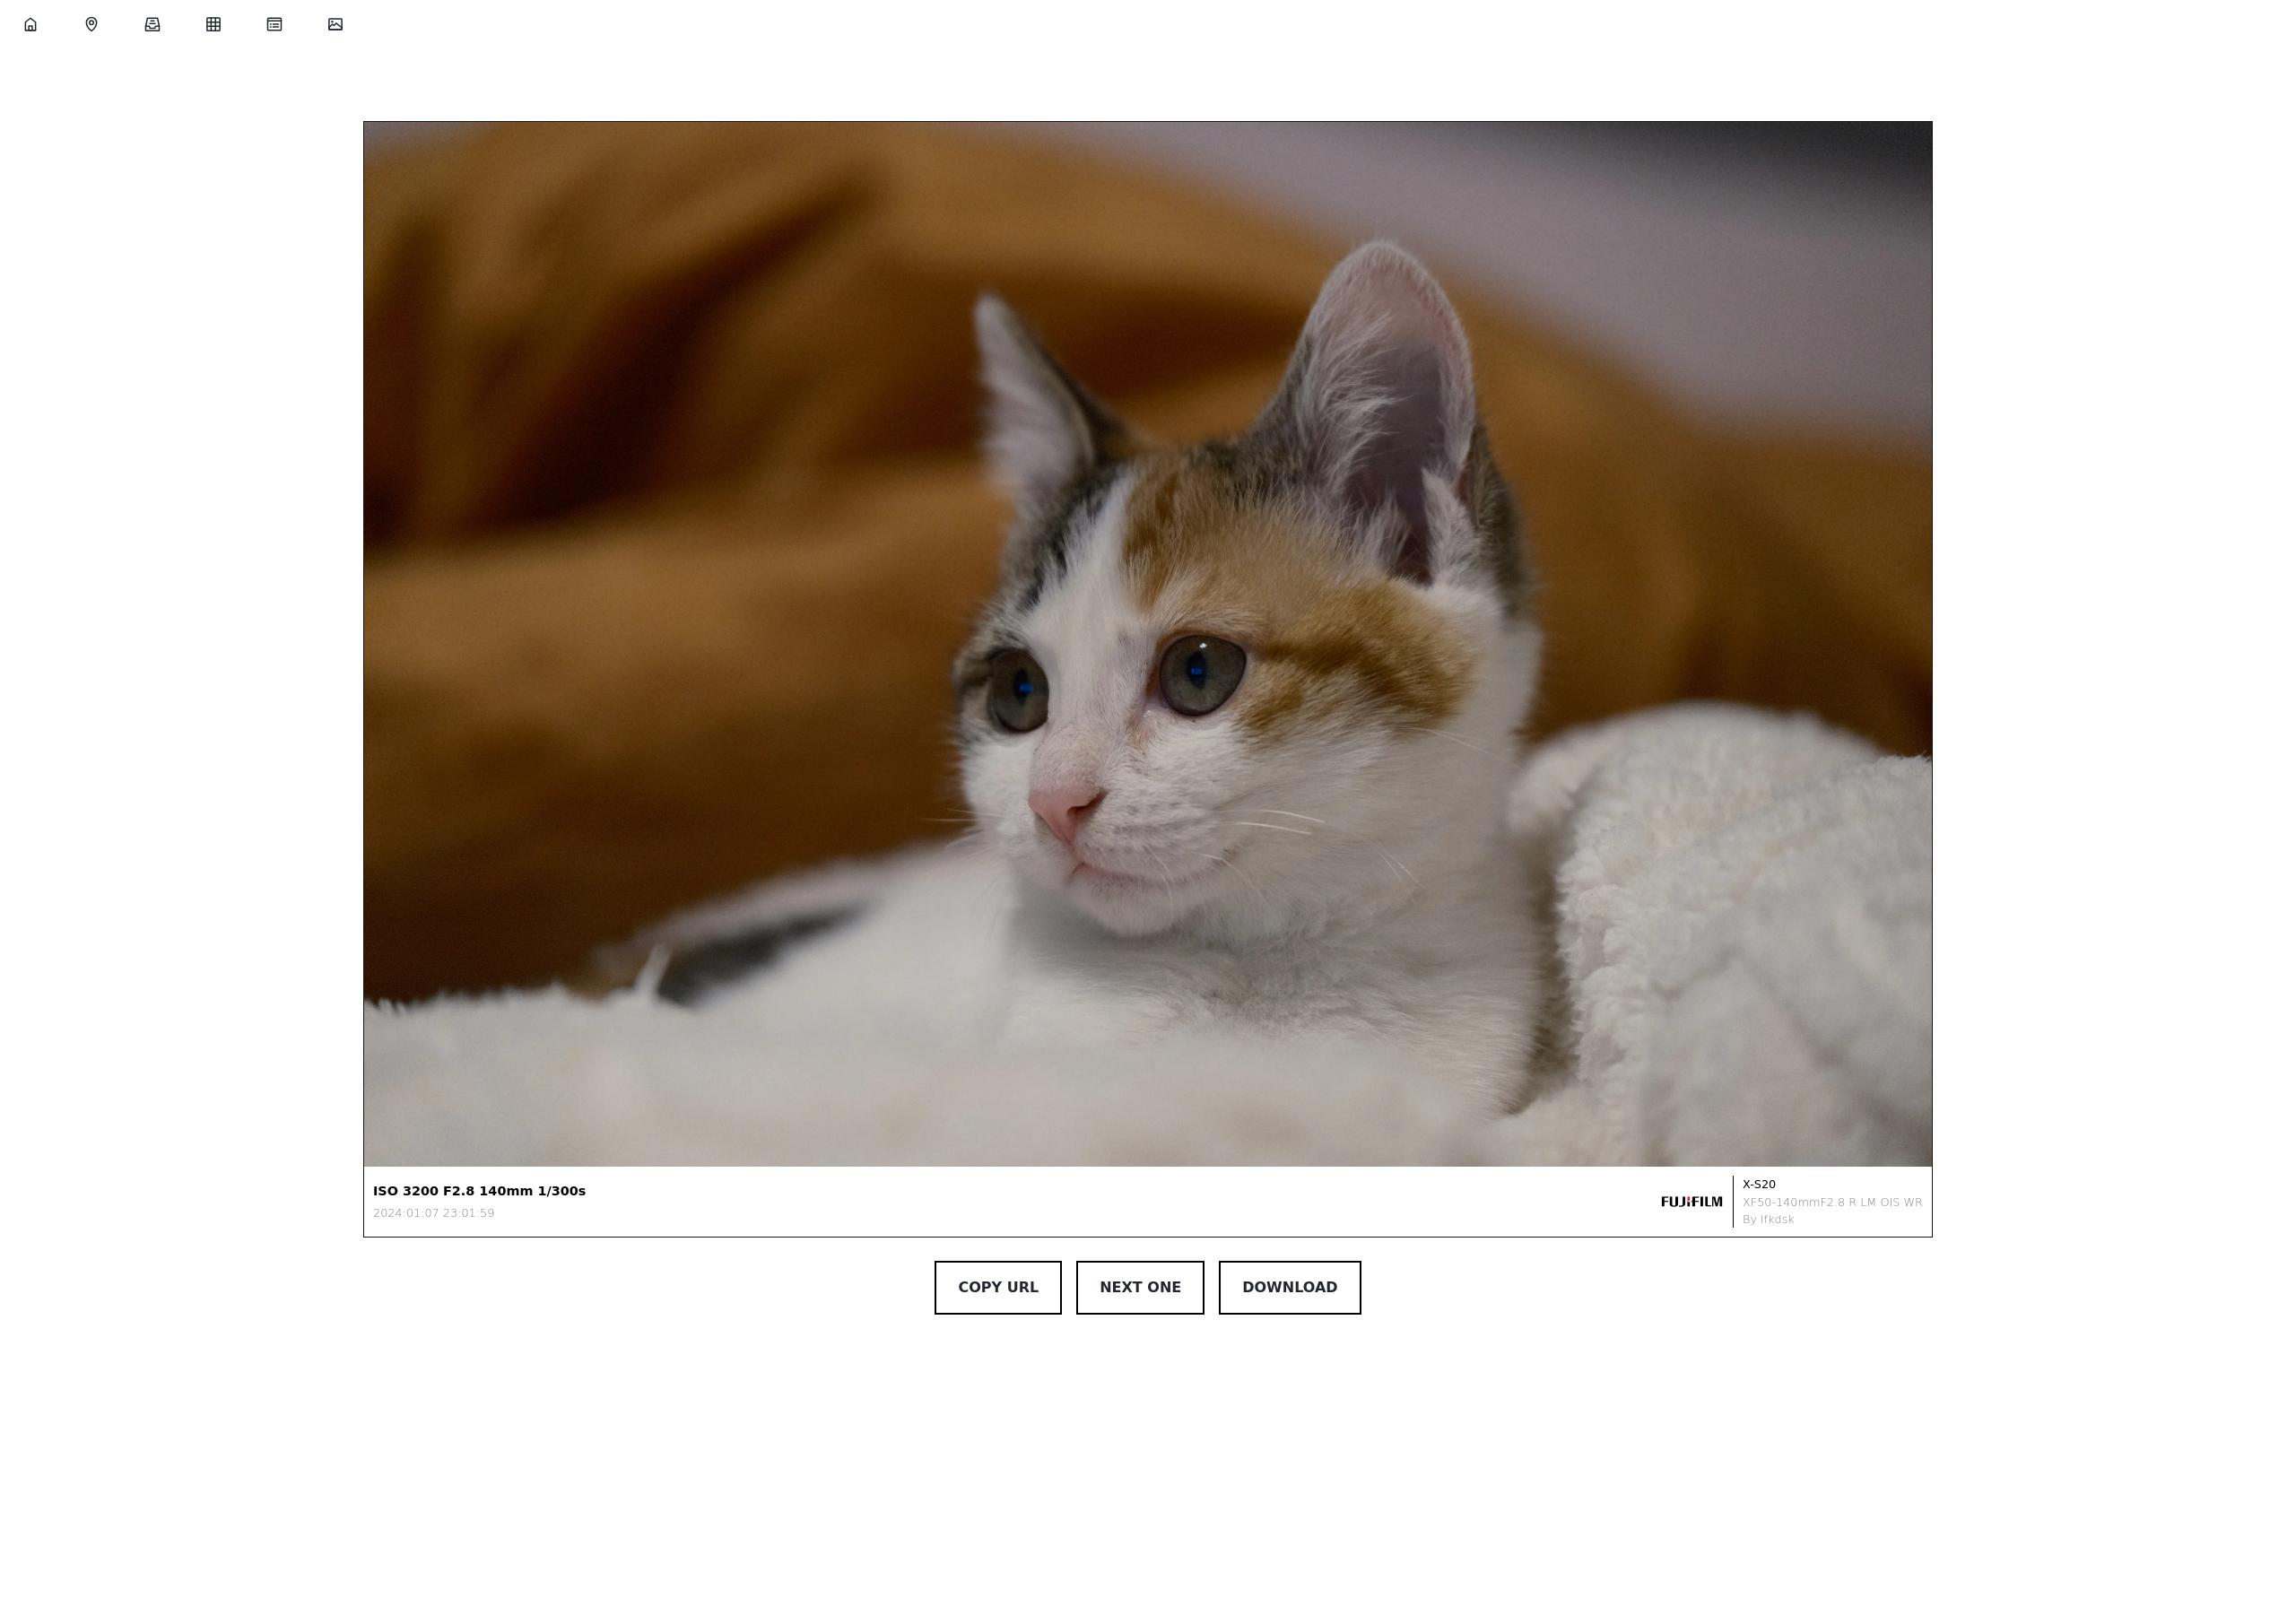 ISO 3200 F2.8 140mm 1/300s
2024:01:07 23:01:59
FUJIFILM
X-S20
XF50-140mmF2.8 R LM OIS WR
By lfkdsk
COPY URL
NEXT ONE
DOWNLOAD